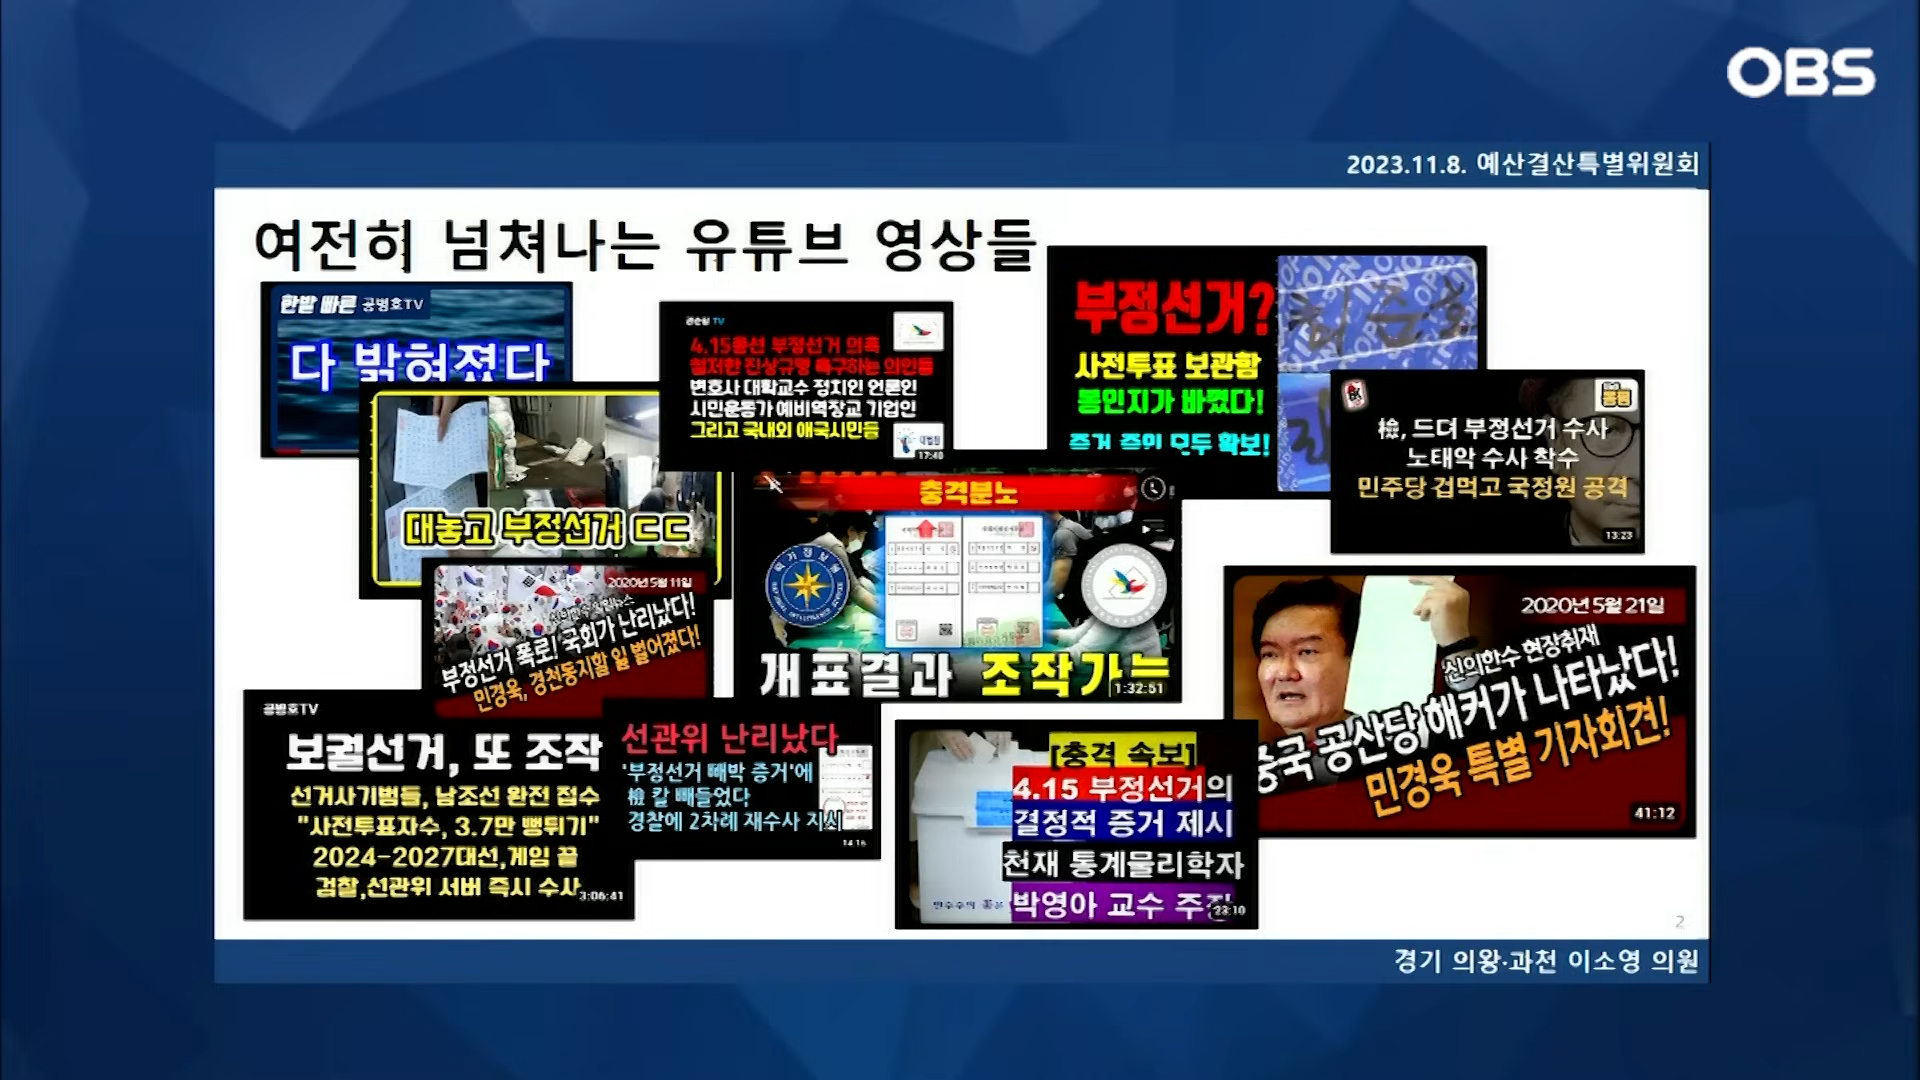 OBS
2023.11.8. 예산결산특별위원회
여전히 넘쳐나는 유튜브 영상들
한발 빠른 공병호TV
다 밝혀졌다
대놓고 부정선거 ㄷㄷ
TV
4.15총선 부정선거 의혹
철저한 진상규명 촉구하는 의인들
변호사 대학교수 정치인 언론인
시민운동가 예비역장교 기업인
그리고 국내외 애국시민들
대법원
17:40
부정선거?
사전투표 보관함
봉인지가 바꼈다!
증거 증인 모두 확보!
檢, 드뎌 부정선거 수사
노태악 수사 착수
민주당 겁먹고 국정원 공격
13:23
충격분노
개표결과 조작가능
1:32:51
2020년 5월 11일
부정선거 폭로! 국회가 난리났다!
민경욱, 경천동지할 일 벌어졌다!
2020년 5월 21일
신의한수 현장취재
중국 공산당 해커가 나타났다!
민경욱 특별 기자회견!
41:12
공병호TV
보궐선거, 또 조작
선거사기범들, 남조선 완전 접수
"사전투표자수, 3.7만 뻥튀기"
2024-2027대선,게임 끝
검찰,선관위 서버 즉시 수사
3:06:41
선관위 난리났다
'부정선거 빼박 증거'에
檢 칼 빼들었다
경찰에 2차례 재수사 지시
14:16
[충격 속보]
4.15 부정선거의
결정적 증거 제시
천재 통계물리학자
박영아 교수 주장
23:10
민주주의 꽃은
2
경기 의왕·과천 이소영 의원